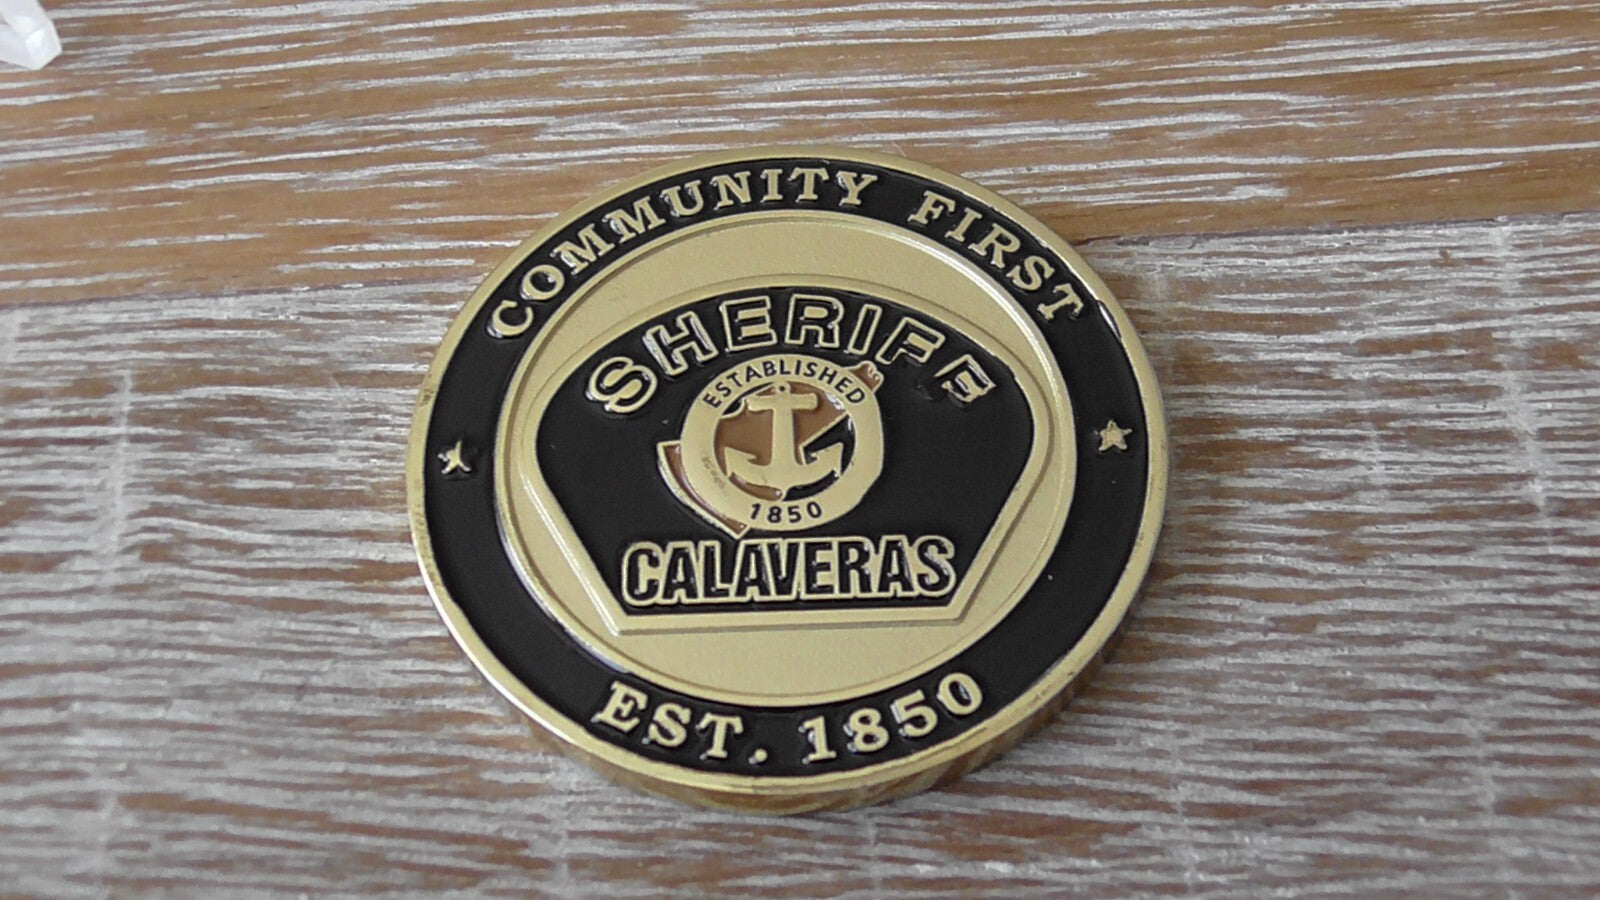 COMMUNITY FIRST
SHERIFF
ESTABLISHED
1850
CALAVERAS
EST. 1850